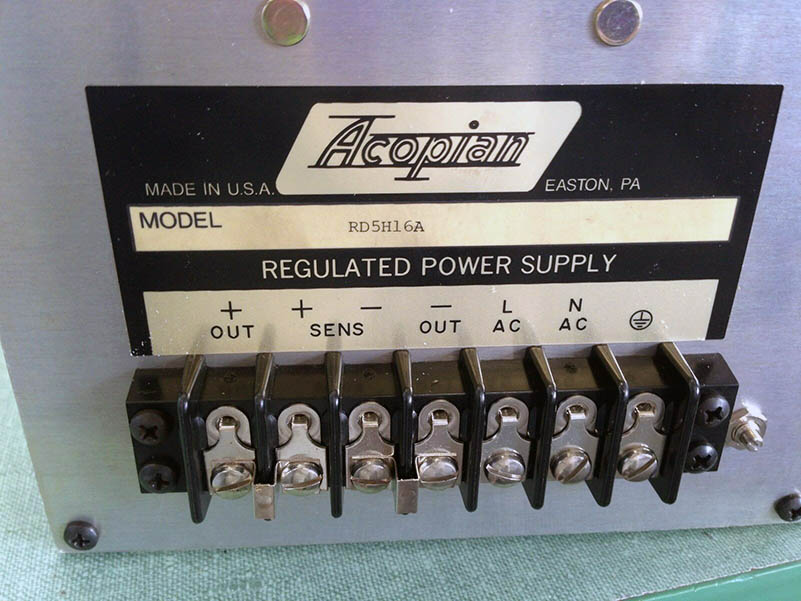 Acopian
MADE IN U.S.A. EASTON, PA
MODEL RD5H16A
REGULATED POWER SUPPLY
+ + − − L N
OUT SENS OUT AC AC